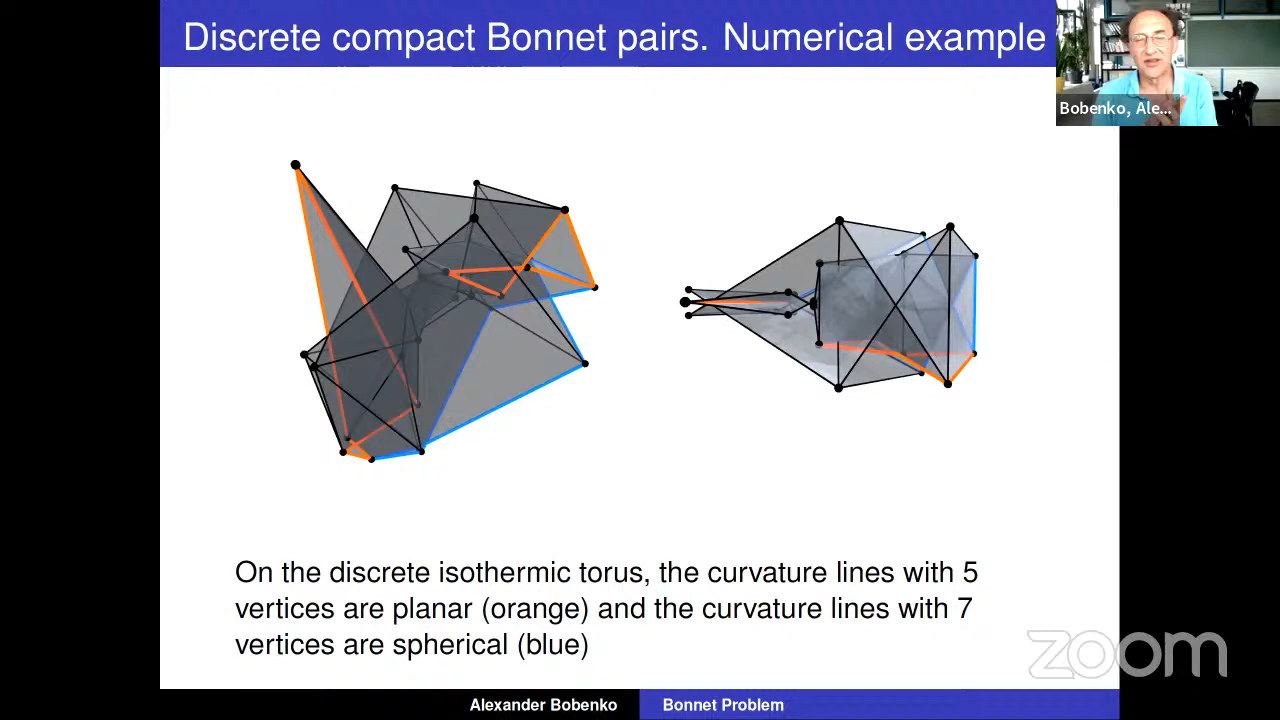 Discrete compact Bonnet pairs. Numerical example
Bobenko, Ale...
On the discrete isothermic torus, the curvature lines with 5
vertices are planar (orange) and the curvature lines with 7
vertices are spherical (blue)
zoom
Alexander Bobenko
Bonnet Problem